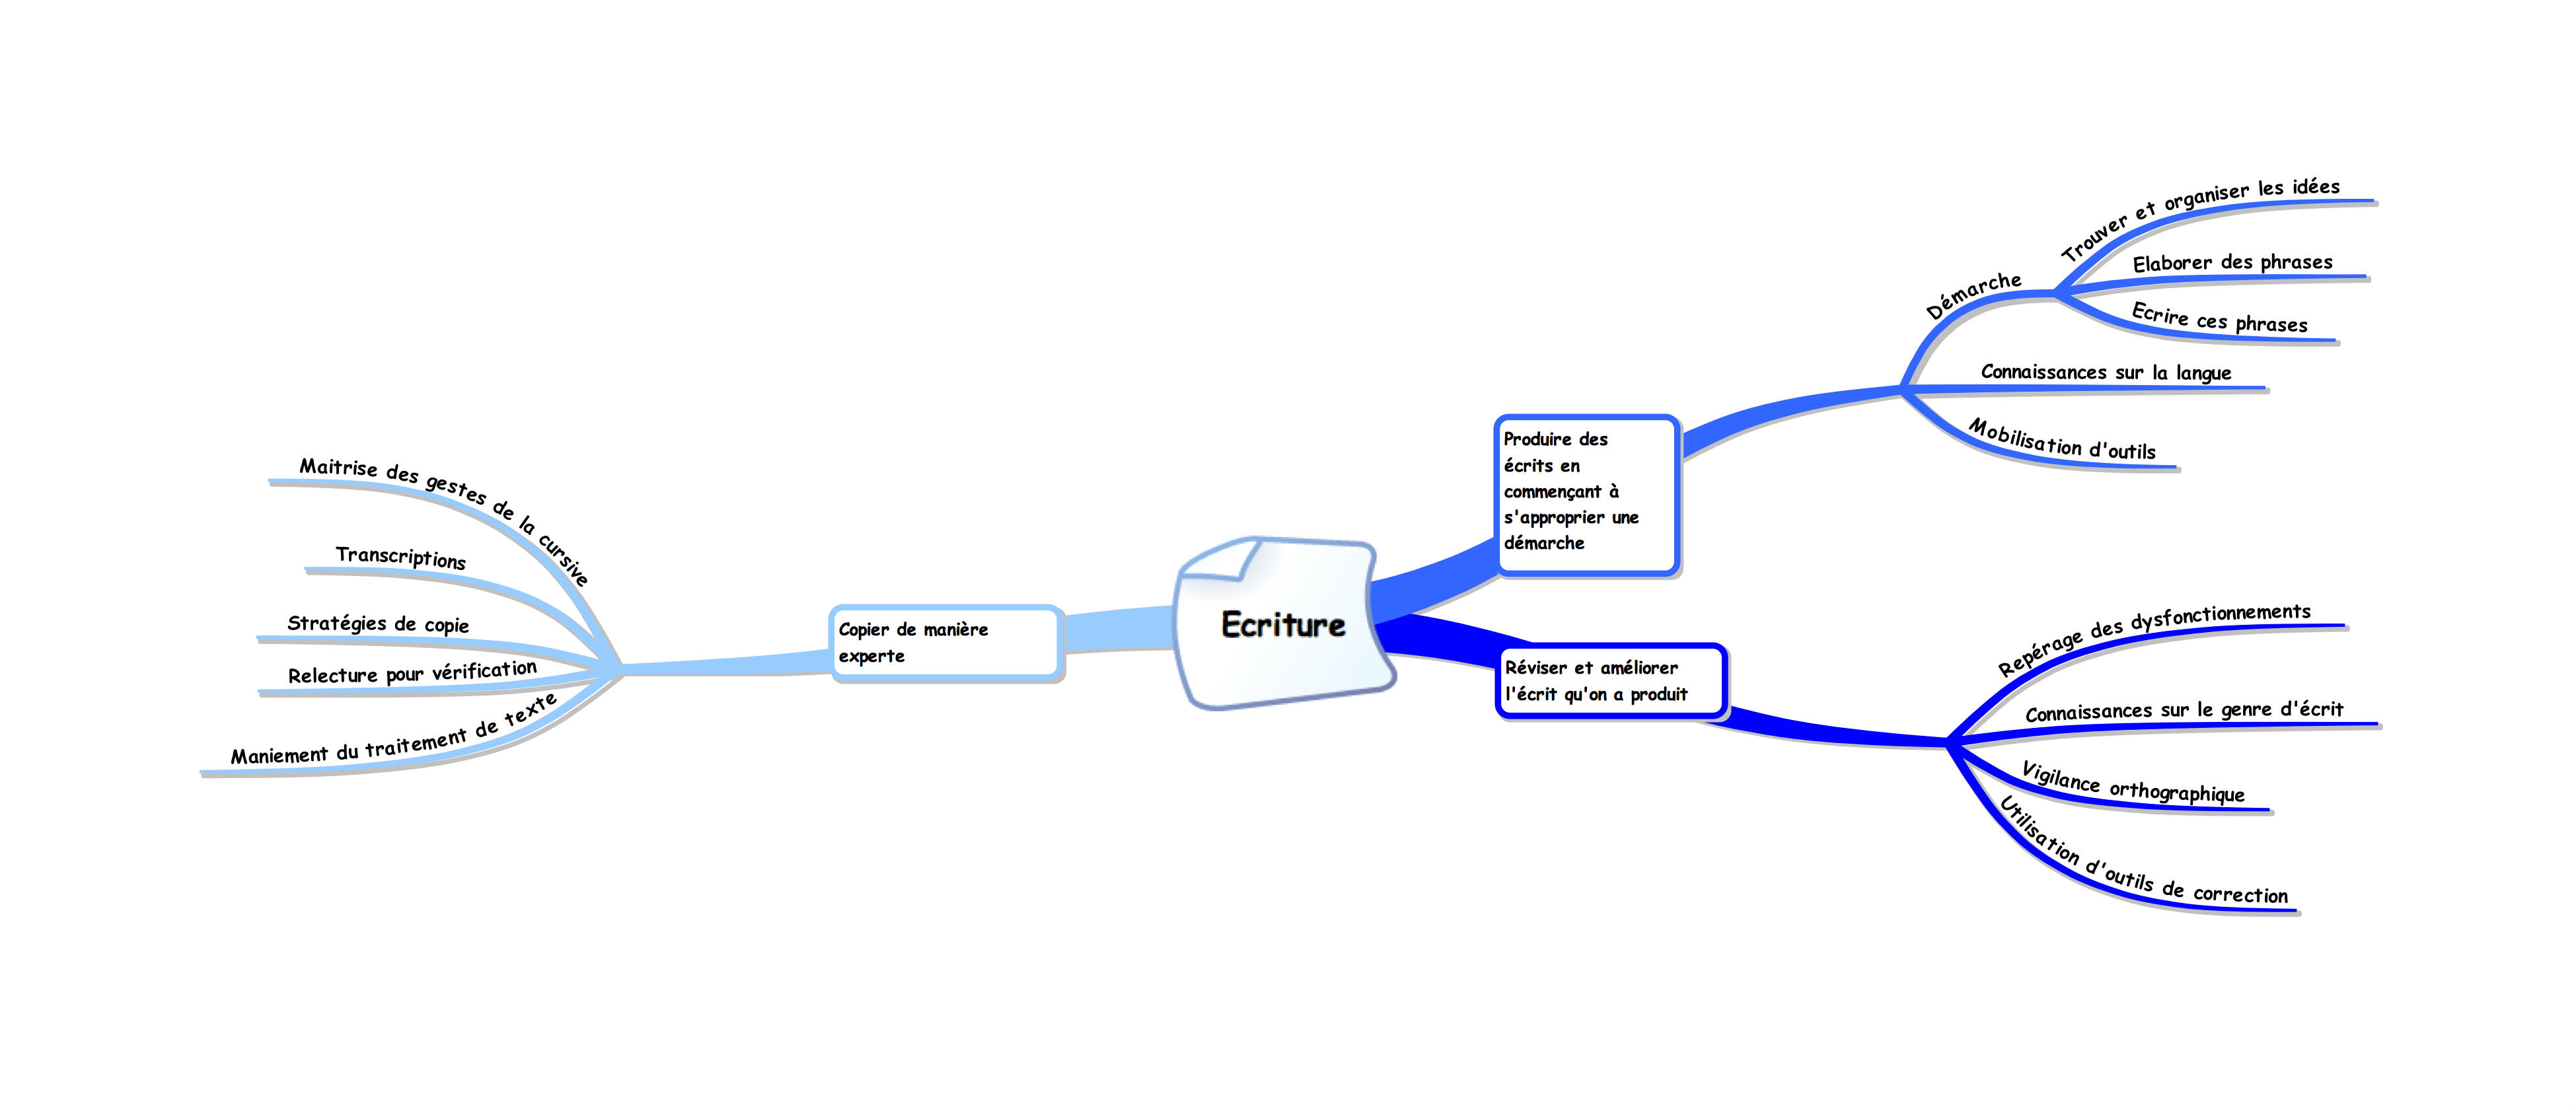 Ecriture
Produire des
écrits en
commençant à
s'approprier une
démarche
Démarche
Trouver et organiser les idées
Elaborer des phrases
Ecrire ces phrases
Connaissances sur la langue
Mobilisation d'outils
Réviser et améliorer
l'écrit qu'on a produit
Repérage des dysfonctionnements
Connaissances sur le genre d'écrit
Vigilance orthographique
Utilisation d'outils de correction
Copier de manière
experte
Maitrise des gestes de la cursive
Transcriptions
Stratégies de copie
Relecture pour vérification
Maniement du traitement de texte